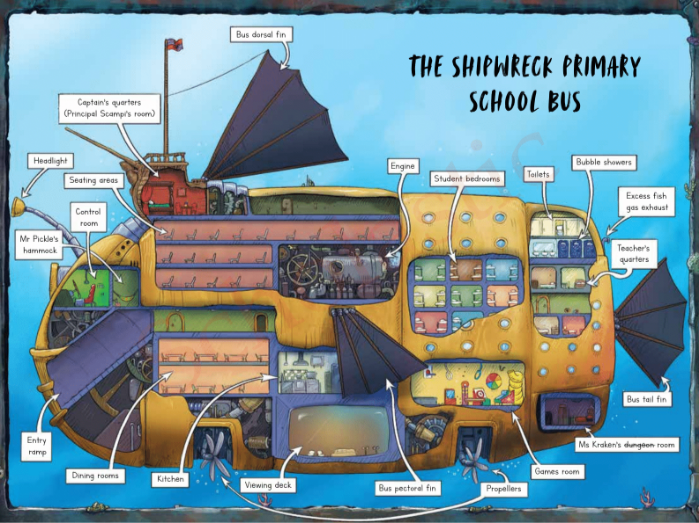 Bus dorsal fin
THE SHIPWRECK PRIMARY
SCHOOL BUS
Captain's quarters
(Principal Scampi's room)
Headlight
Seating areas
Engine
Student bedrooms
Toilets
Bubble showers
Control
room
Excess fish
gas exhaust
Mr Pickle's
hammock
Teacher's
quarters
Bus tail fin
Entry
ramp
Ms Kraken's dungeon room
Dining rooms
Kitchen
Viewing deck
Bus pectoral fin
Propellers
Games room